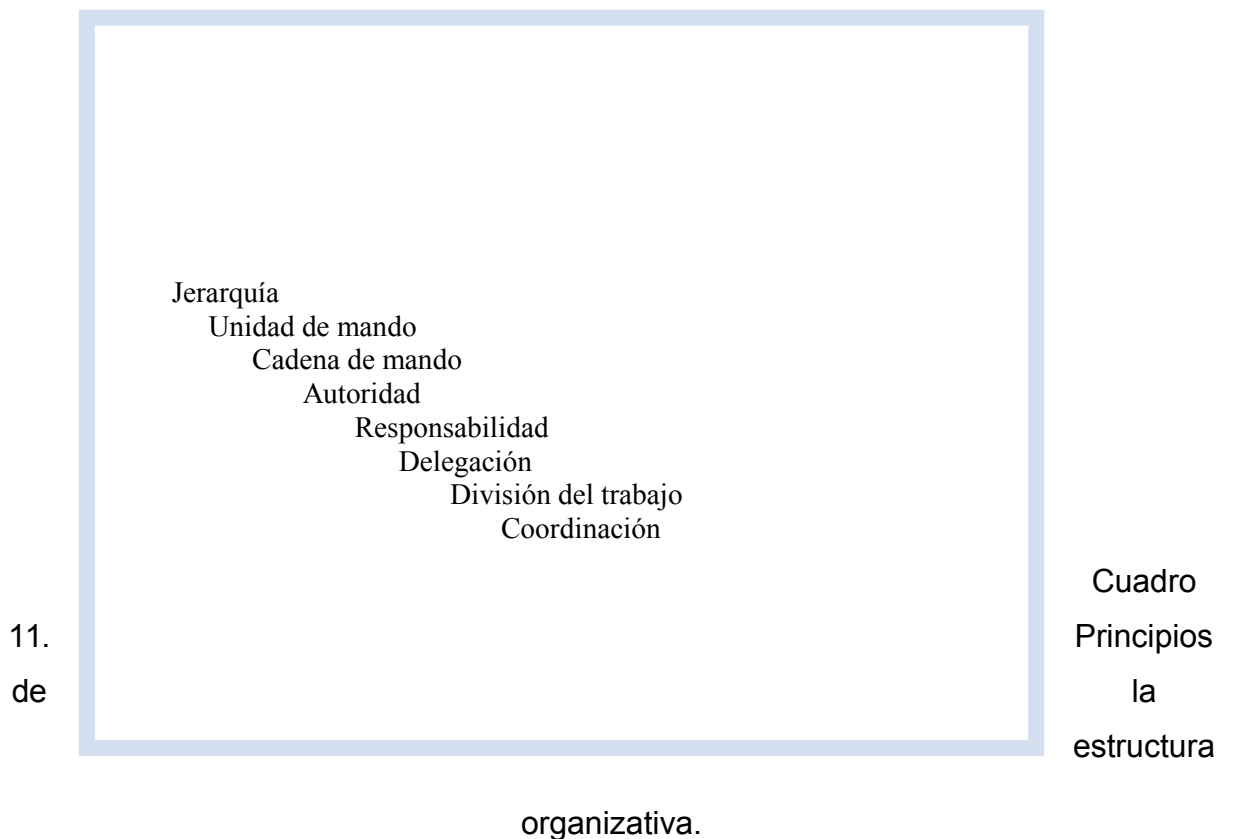 Jerarquía
Unidad de mando
Cadena de mando
Autoridad
Responsabilidad
Delegación
División del trabajo
Coordinación
Cuadro
11. Principios
de la
estructura
organizativa.